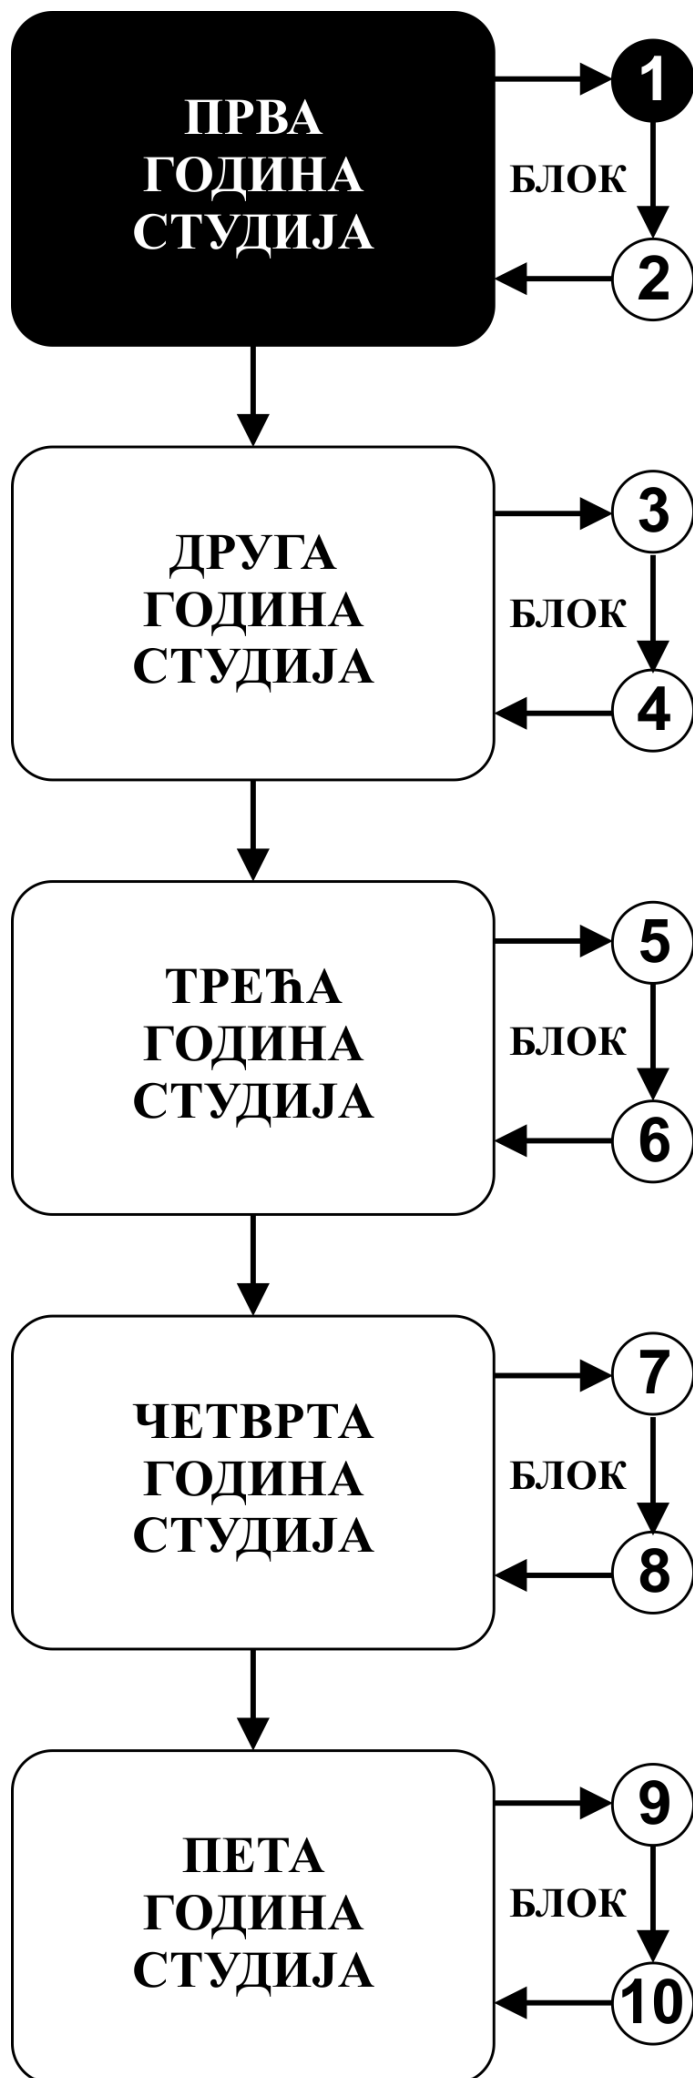 ПРВА
ГОДИНА
СТУДИЈА
1
БЛОК
2
ДРУГА
ГОДИНА
СТУДИЈА
3
БЛОК
4
ТРЕЋА
ГОДИНА
СТУДИЈА
5
БЛОК
6
ЧЕТВРТА
ГОДИНА
СТУДИЈА
7
БЛОК
8
ПЕТА
ГОДИНА
СТУДИЈА
9
БЛОК
10